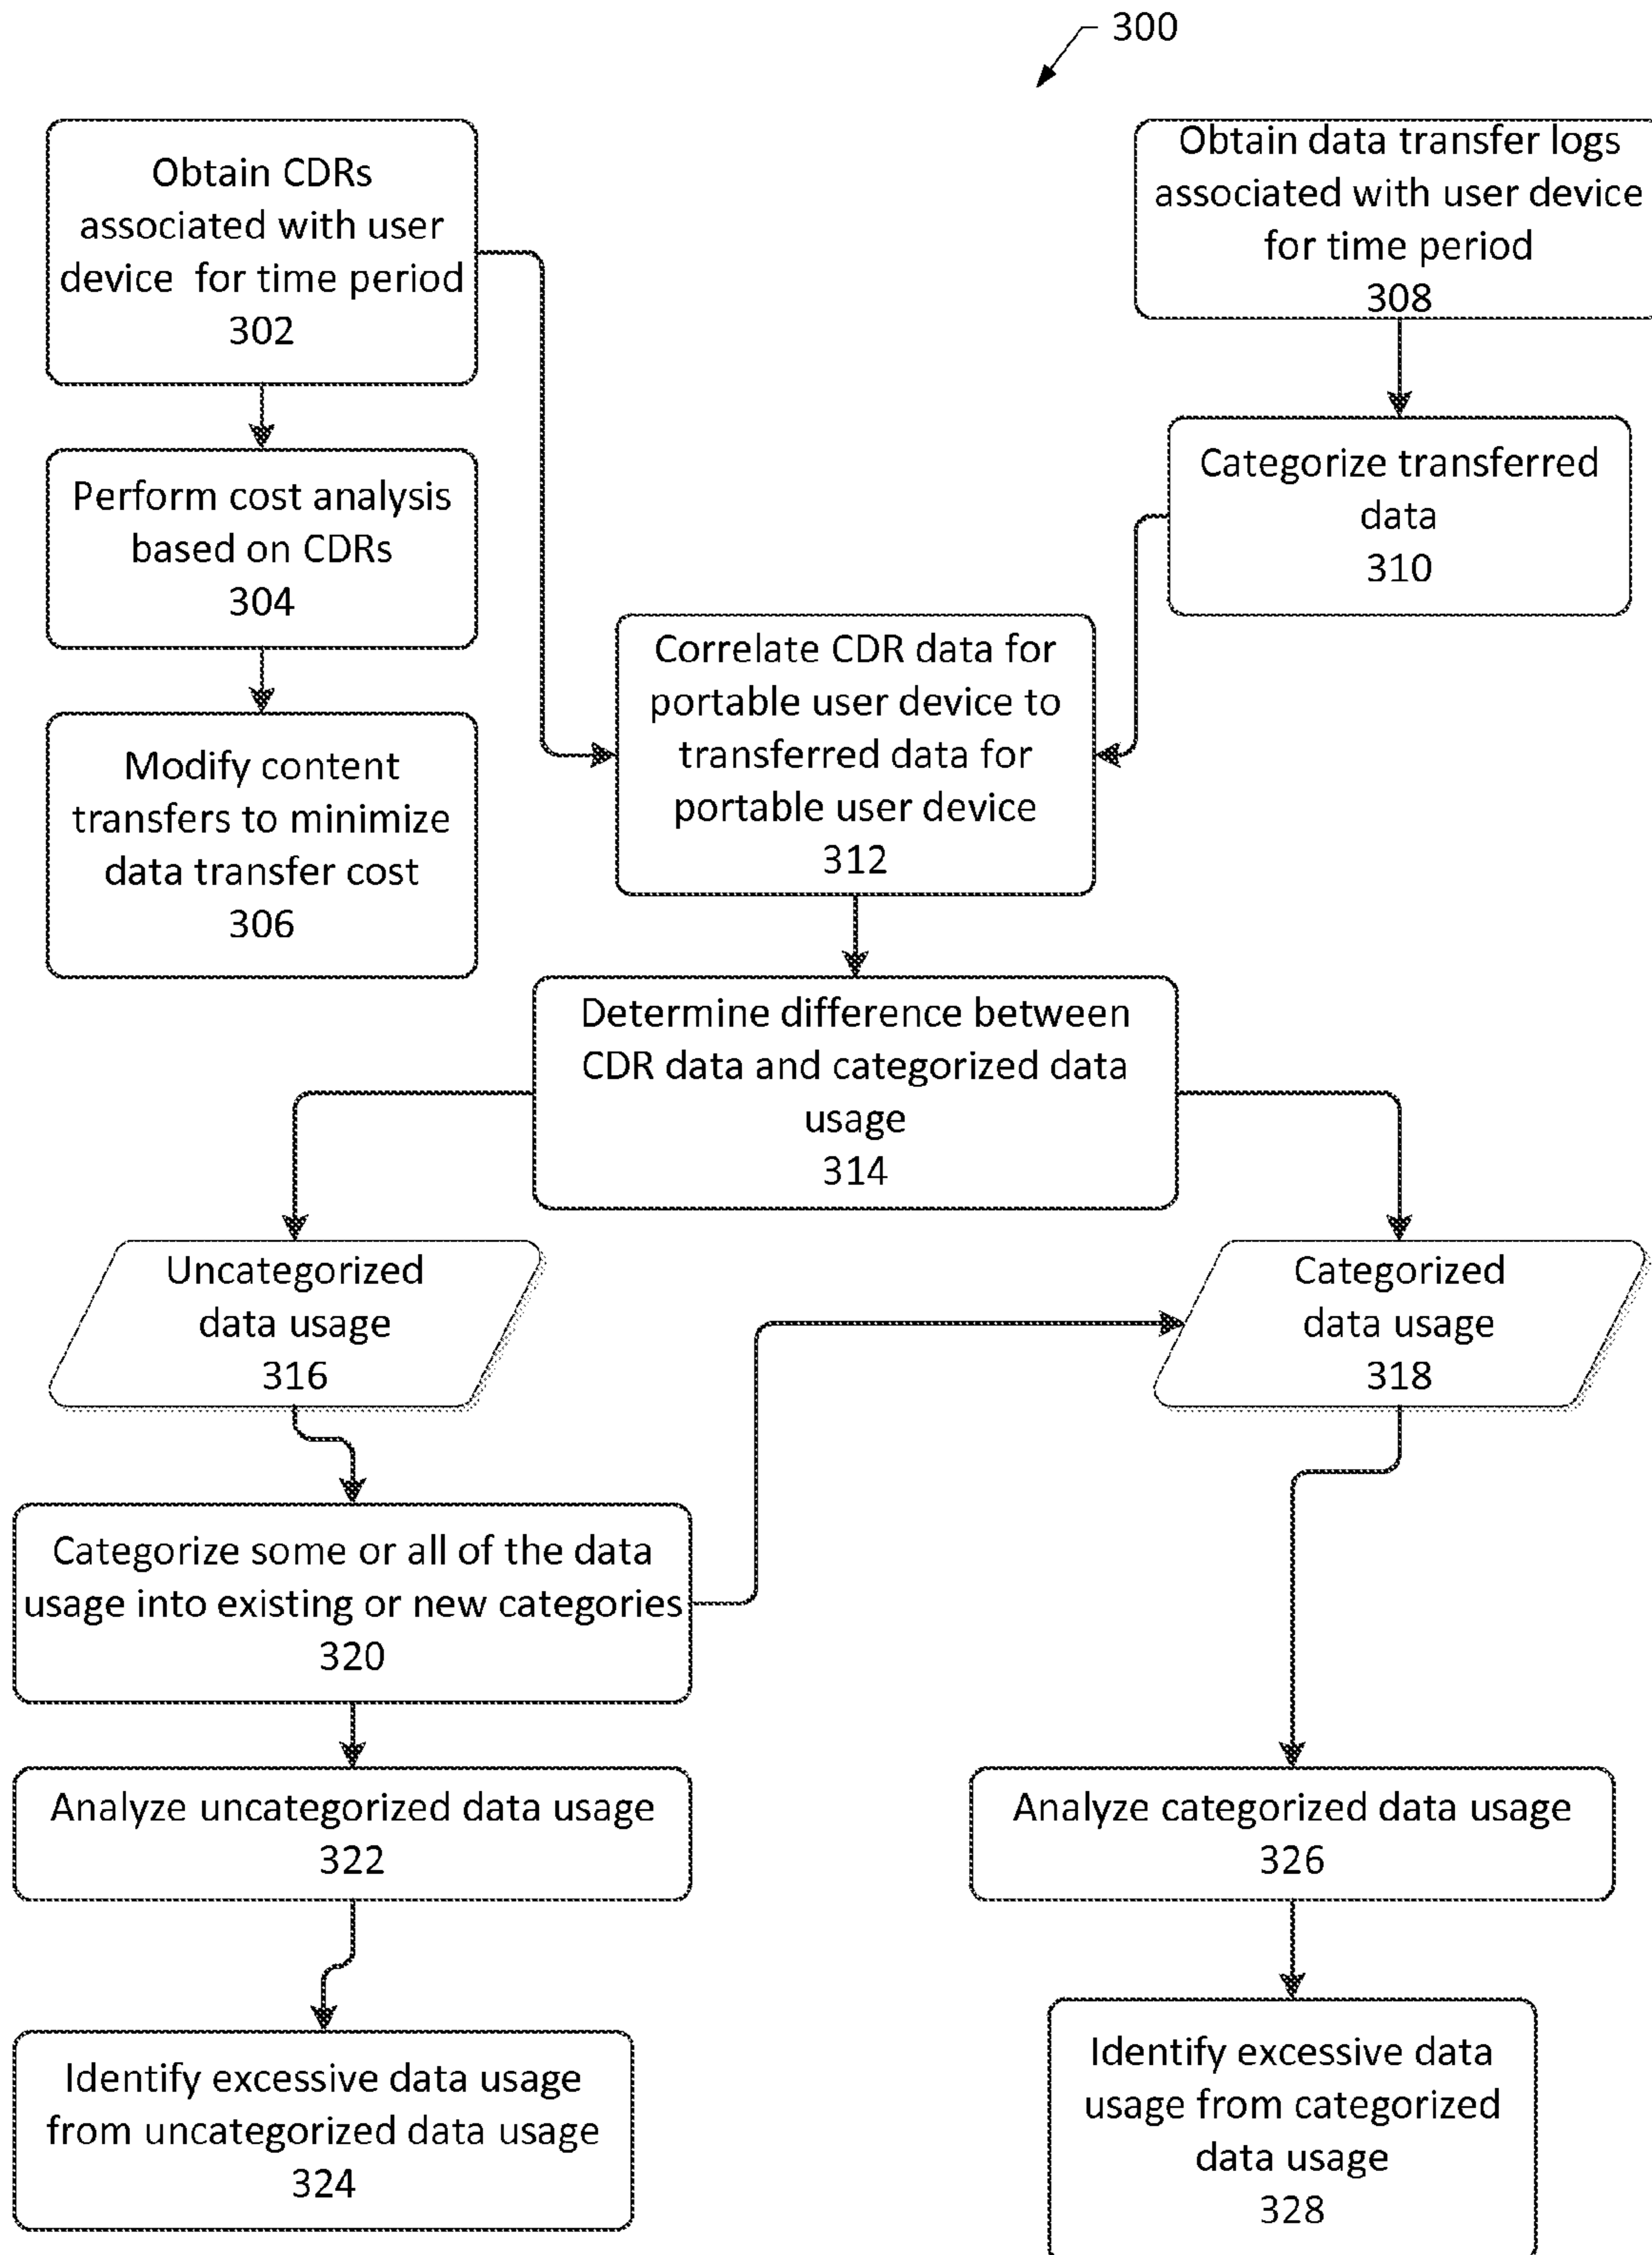 300
Obtain CDRs
associated with user
device for time period
302
Obtain data transfer logs
associated with user device
for time period
308
Perform cost analysis
based on CDRs
304
Categorize transferred
data
310
Modify content
transfers to minimize
data transfer cost
306
Correlate CDR data for
portable user device to
transferred data for
portable user device
312
Determine difference between
CDR data and categorized data
usage
314
Uncategorized
data usage
316
Categorized
data usage
318
Categorize some or all of the data
usage into existing or new categories
320
Analyze uncategorized data usage
322
Analyze categorized data usage
326
Identify excessive data usage
from uncategorized data usage
324
Identify excessive data
usage from categorized
data usage
328